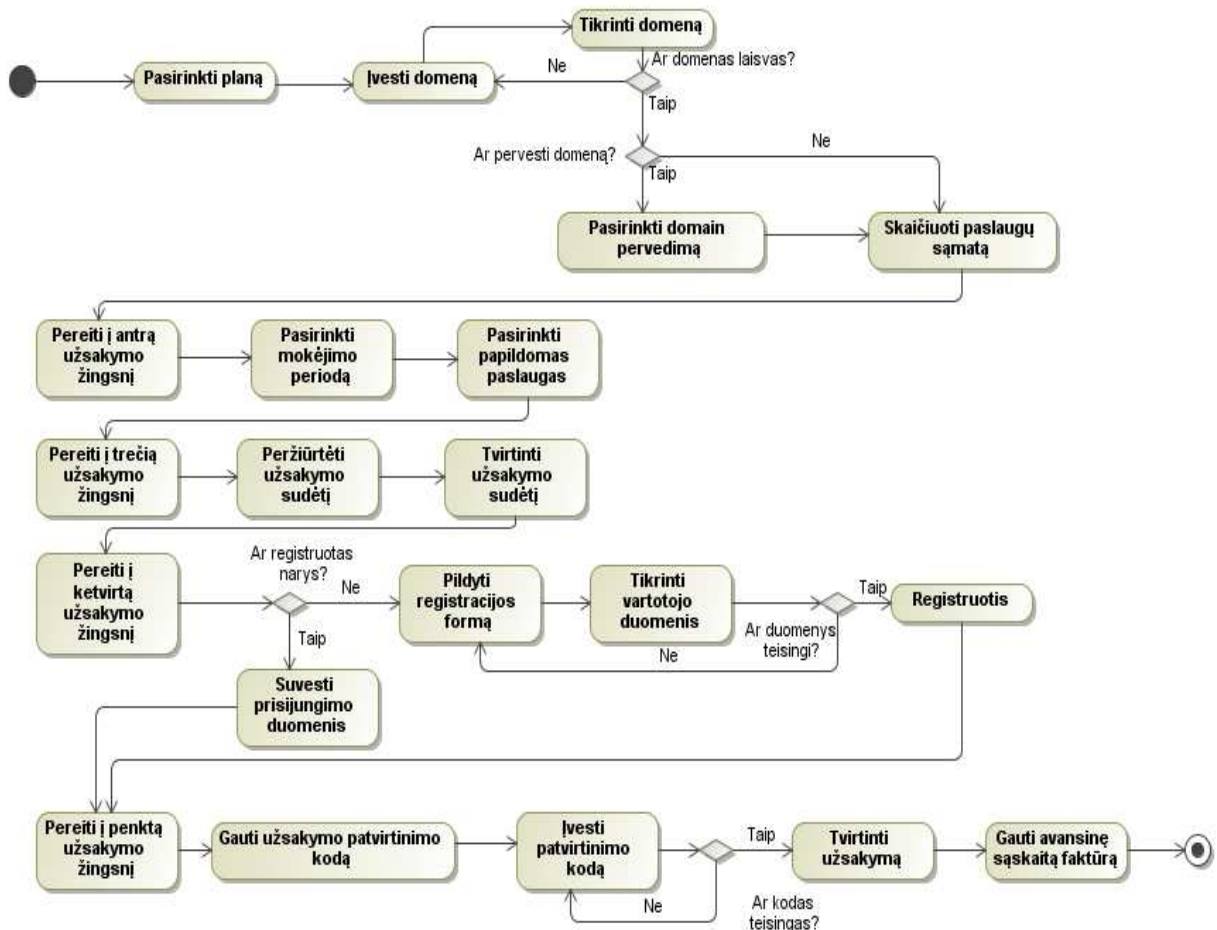 Tikrinti domeną
Ar domenas laisvas?
Pasirinkti planą
Įvesti domeną
Ne
Taip
Ar pervesti domeną?
Ne
Taip
Pasirinkti domain
pervedimą
Skaičiuoti paslaugų
sąmatą
Pereiti į antrą
užsakymo
žingsnį
Pasirinkti
mokėjimo
periodą
Pasirinkti
papildomas
paslaugas
Pereiti į trečią
užsakymo
žingsnį
Peržiūrtėti
užsakymo
sudėtį
Tvirtinti
užsakymo
sudėtį
Pereiti į
ketvirtą
užsakymo
žingsnį
Ar registruotas
narys?
Ne
Taip
Pildyti
registracijos
formą
Tikrinti
vartotojo
duomenis
Taip
Ar duomenys
teisingi?
Ne
Registruotis
Suvesti
prisijungimo
duomenis
Pereiti į penktą
užsakymo
žingsnį
Gauti užsakymo patvirtinimo
kodą
Įvesti
patvirtinimo
kodą
Taip
Ne
Ar kodas
teisingas?
Tvirtinti
užsakymą
Gauti avansinę
sąskaitą faktūrą